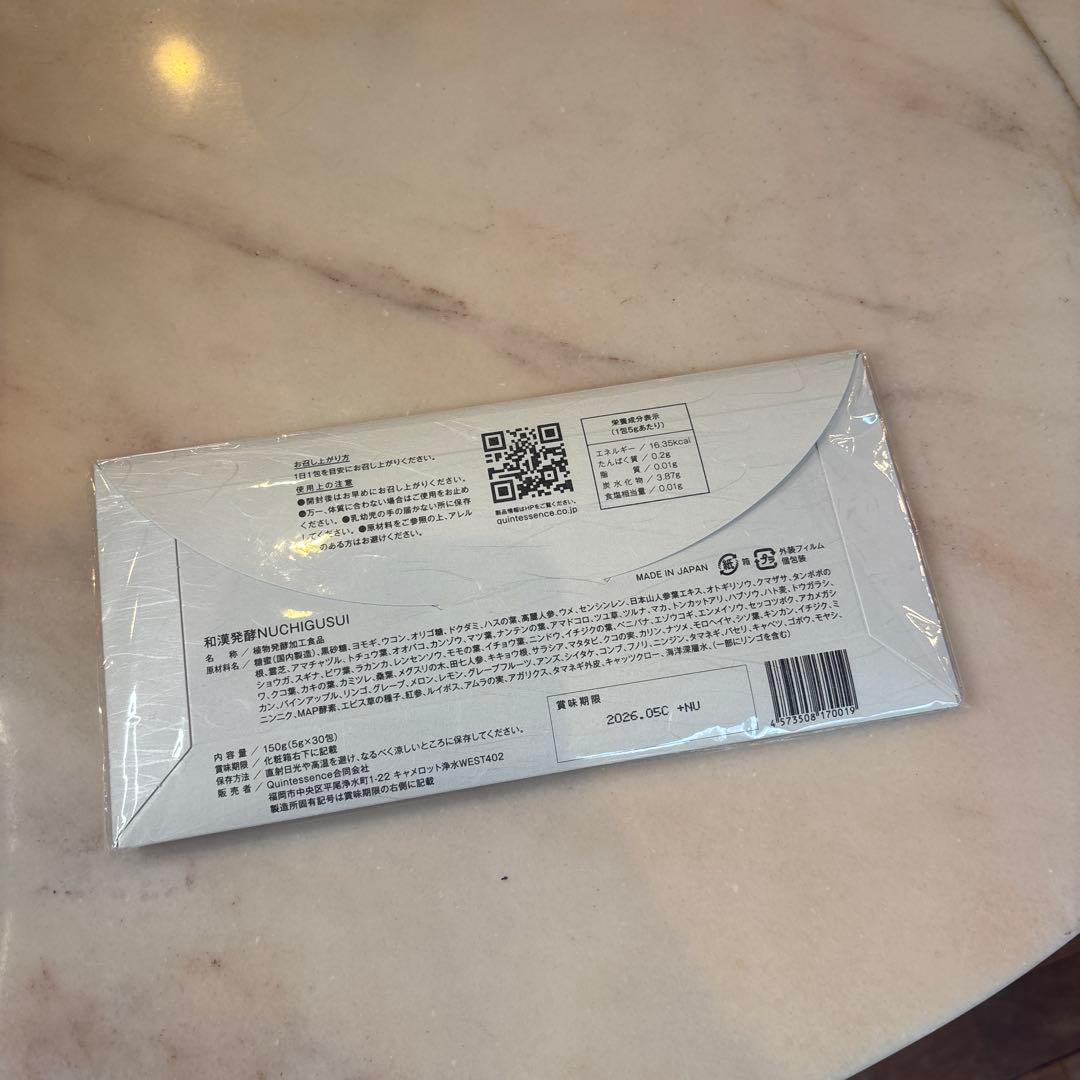 お召し上がり方
1日1包を目安にお召し上がりください。
使用上の注意
●開封後はお早めにお召し上がりください。
●万一、体質に合わない場合はご使用をお止め
ください。●乳幼児の手の届かない所に保存
してください。●原材料をご参照の上、アレル
のある方はお避けください。
製品情報はHPをご覧ください。
quintessence.co.jp
栄養成分表示
(1包5gあたり)
エネルギー / 16.35kcal
たんぱく質 / 0.2g
脂 質 / 0.01g
炭水化物 / 3.87g
食塩相当量 / 0.01g
MADE IN JAPAN 紙 箱 プラ 外装フィルム
個包装
和漢発酵NUCHIGUSUI
名 称 / 植物発酵加工食品
原材料名 / 糖蜜(国内製造)、黒砂糖、ヨモギ、ウコン、オリゴ糖、ドクダミ、ハスの葉、高麗人参、ウメ、センシンレン、日本山人参葉エキス、オトギリソウ、クマザサ、タンポポの
根、霊芝、アマチャヅル、トチュウ葉、オオバコ、カンゾウ、マツ葉、ナンテンの葉、アマドコロ、ツユ草、ツルナ、マカ、トンカットアリ、ハブソウ、ハト麦、トウガラシ、
ショウガ、スギナ、ビワ葉、ラカンカ、レンセンソウ、モモの葉、イチョウ葉、ニンドウ、イチジクの葉、ベニバナ、エゾウコギ、エンメイソウ、セッコツボク、アカメガシ
ワ、クコ葉、カキの葉、カミツレ、桑葉、メグスリの木、田七人参、キキョウ根、サラシア、マタタビ、クコの実、カリン、ナツメ、モロヘイヤ、シソ葉、キンカン、イチジク、ミ
カン、パインアップル、リンゴ、グレープ、メロン、レモン、グレープフルーツ、アンズ、シイタケ、コンブ、フノリ、ニンジン、タマネギ、パセリ、キャベツ、ゴボウ、モヤシ、
ニンニク、MAP酵素、エビス草の種子、紅参、ルイボス、アムラの実、アガリクス、タマネギ外皮、キャッツクロー、海洋深層水、(一部にリンゴを含む)
内容量 / 150g(5g×30包)
賞味期限 / 化粧箱右下に記載
保存方法 / 直射日光や高温を避け、なるべく涼しいところに保存してください。
販売者 / Quintessence合同会社
福岡市中央区平尾浄水町1-22 キャメロット浄水WEST402
製造所固有記号は賞味期限の右側に記載
賞味期限
2026.05C +NU
4573508170019